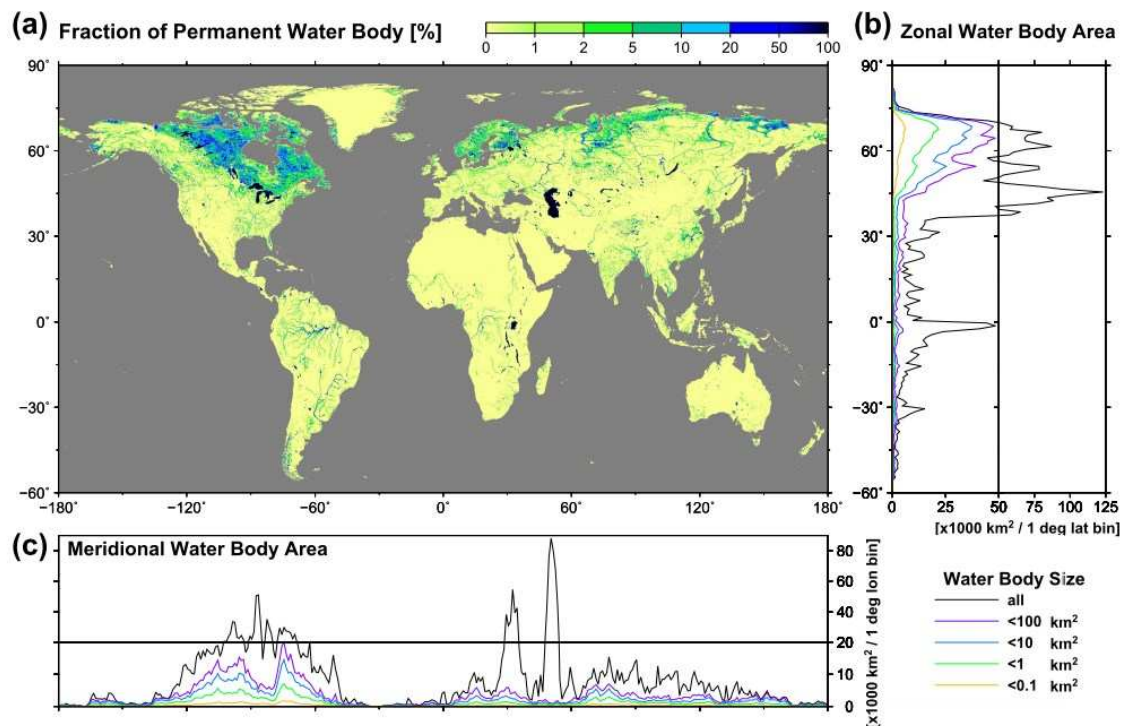 (a) Fraction of Permanent Water Body [%]
0 1 2 5 10 20 50 100
90°
60°
30°
0°
−30°
−60°
−180° −120° −60° 0° 60° 120° 180°
(b) Zonal Water Body Area
90°
60°
30°
0°
−30°
−60°
0 25 50 75 100 125
[x1000 km² / 1 deg lat bin]
(c) Meridional Water Body Area
80
60
40
20
10
0
[x1000 km² / 1 deg lon bin]
Water Body Size
all
<100 km²
<10 km²
<1 km²
<0.1 km²